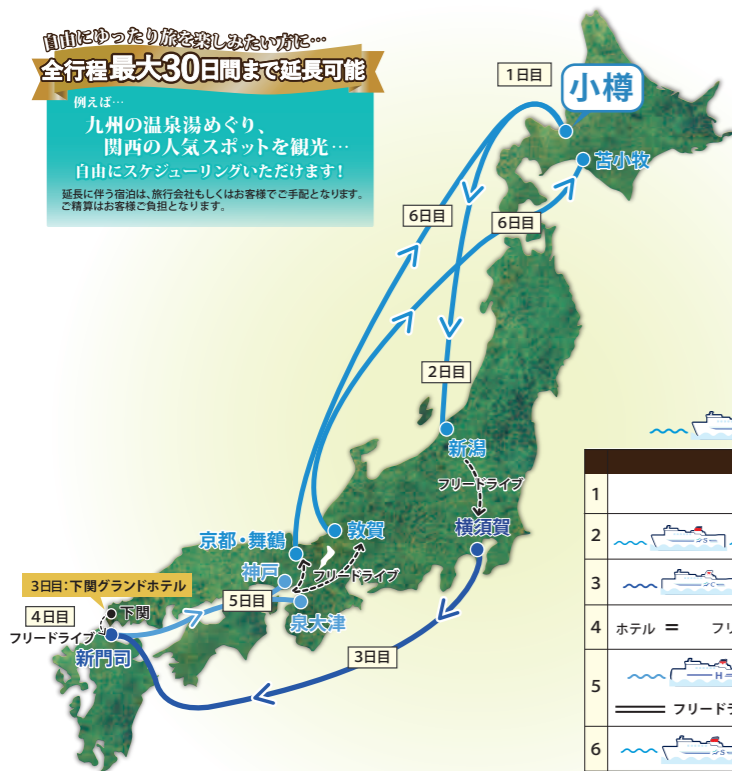 自由にゆったり旅を楽しみたい方に…
全行程最大30日間まで延長可能
例えば…
九州の温泉湯めぐり、
関西の人気スポットを観光…
自由にスケジューリングいただけます!
延長に伴う宿泊は、旅行会社もしくはお客様でご手配となります。
ご精算はお客様ご負担となります。
1日目
小樽
苫小牧
6日目
6日目
2日目
新潟
フリードライブ
横須賀
敦賀
京都・舞鶴
神戸
フリードライブ
3日目:下関グランドホテル
5日目
泉大津
4日目
下関
フリードライブ
新門司
3日目
1
2
S
3
4 ホテル = フリ
5
H
フリードラ
6
S